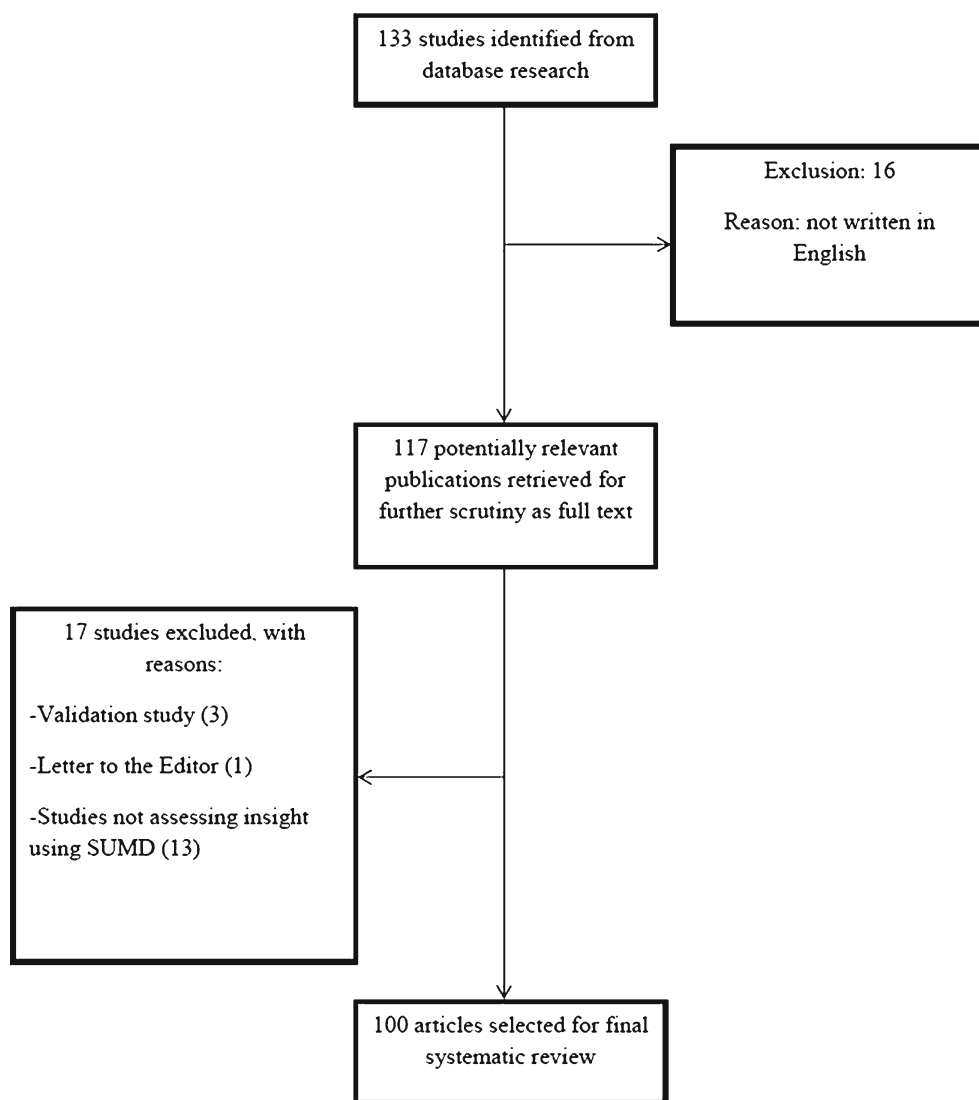 133 studies identified from
database research
Exclusion: 16
Reason: not written in
English
117 potentially relevant
publications retrieved for
further scrutiny as full text
17 studies excluded, with
reasons:
-Validation study (3)
-Letter to the Editor (1)
-Studies not assessing insight
using SUMD (13)
100 articles selected for final
systematic review